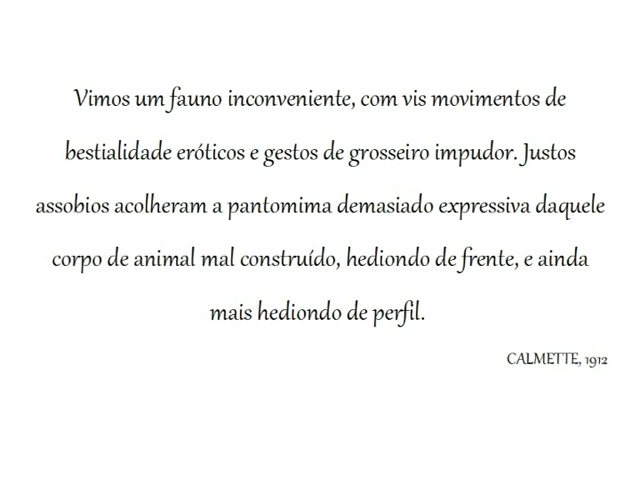 Vimos um fauno inconveniente, com vis movimentos de
bestialidade eróticos e gestos de grosseiro impudor. Justos
assobios acolheram a pantomima demasiado expressiva daquele
corpo de animal mal construído, hediondo de frente, e ainda
mais hediondo de perfil.
CALMETTE, 1912